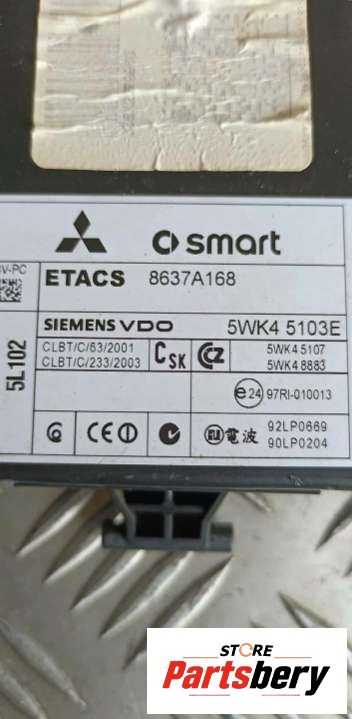 V-PC
smart
ETACS 8637A168
SIEMENS VDO 5WK4 5103E
5L102
CLBT/C/63/2001
CLBT/C/233/2003
CSK
5WK4 5107
5WK4 8883
e24 97RI-010013
CE
電波
92LP0669
90LP0204
STORE
Partsbery